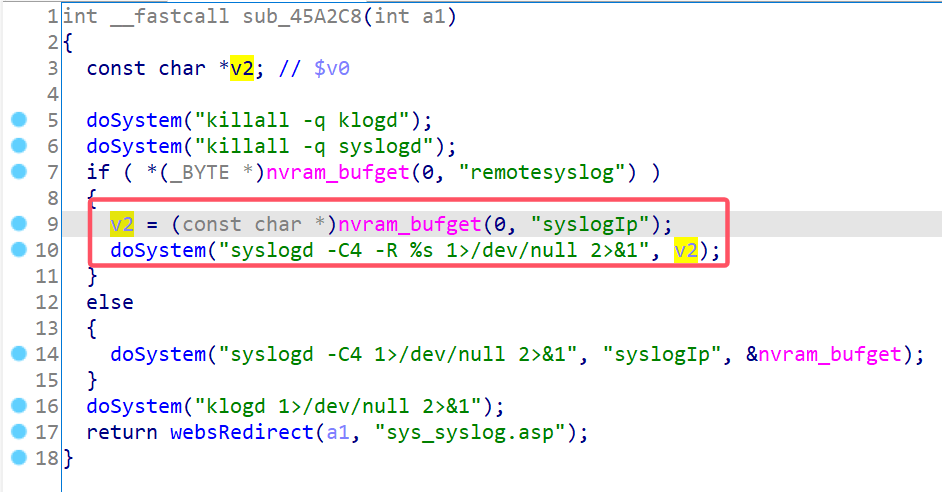 1 int __fastcall sub_45A2C8(int a1)
2 {
3 const char *v2; // $v0
4
5 doSystem("killall -q klogd");
6 doSystem("killall -q syslogd");
7 if ( *(_BYTE *)nvram_bufget(0, "remotesyslog") )
8 {
9 v2 = (const char *)nvram_bufget(0, "syslogIp");
10 doSystem("syslogd -C4 -R %s 1>/dev/null 2>&1", v2);
11 }
12 else
13 {
14 doSystem("syslogd -C4 1>/dev/null 2>&1", "syslogIp", &nvram_bufget);
15 }
16 doSystem("klogd 1>/dev/null 2>&1");
17 return websRedirect(a1, "sys_syslog.asp");
18 }